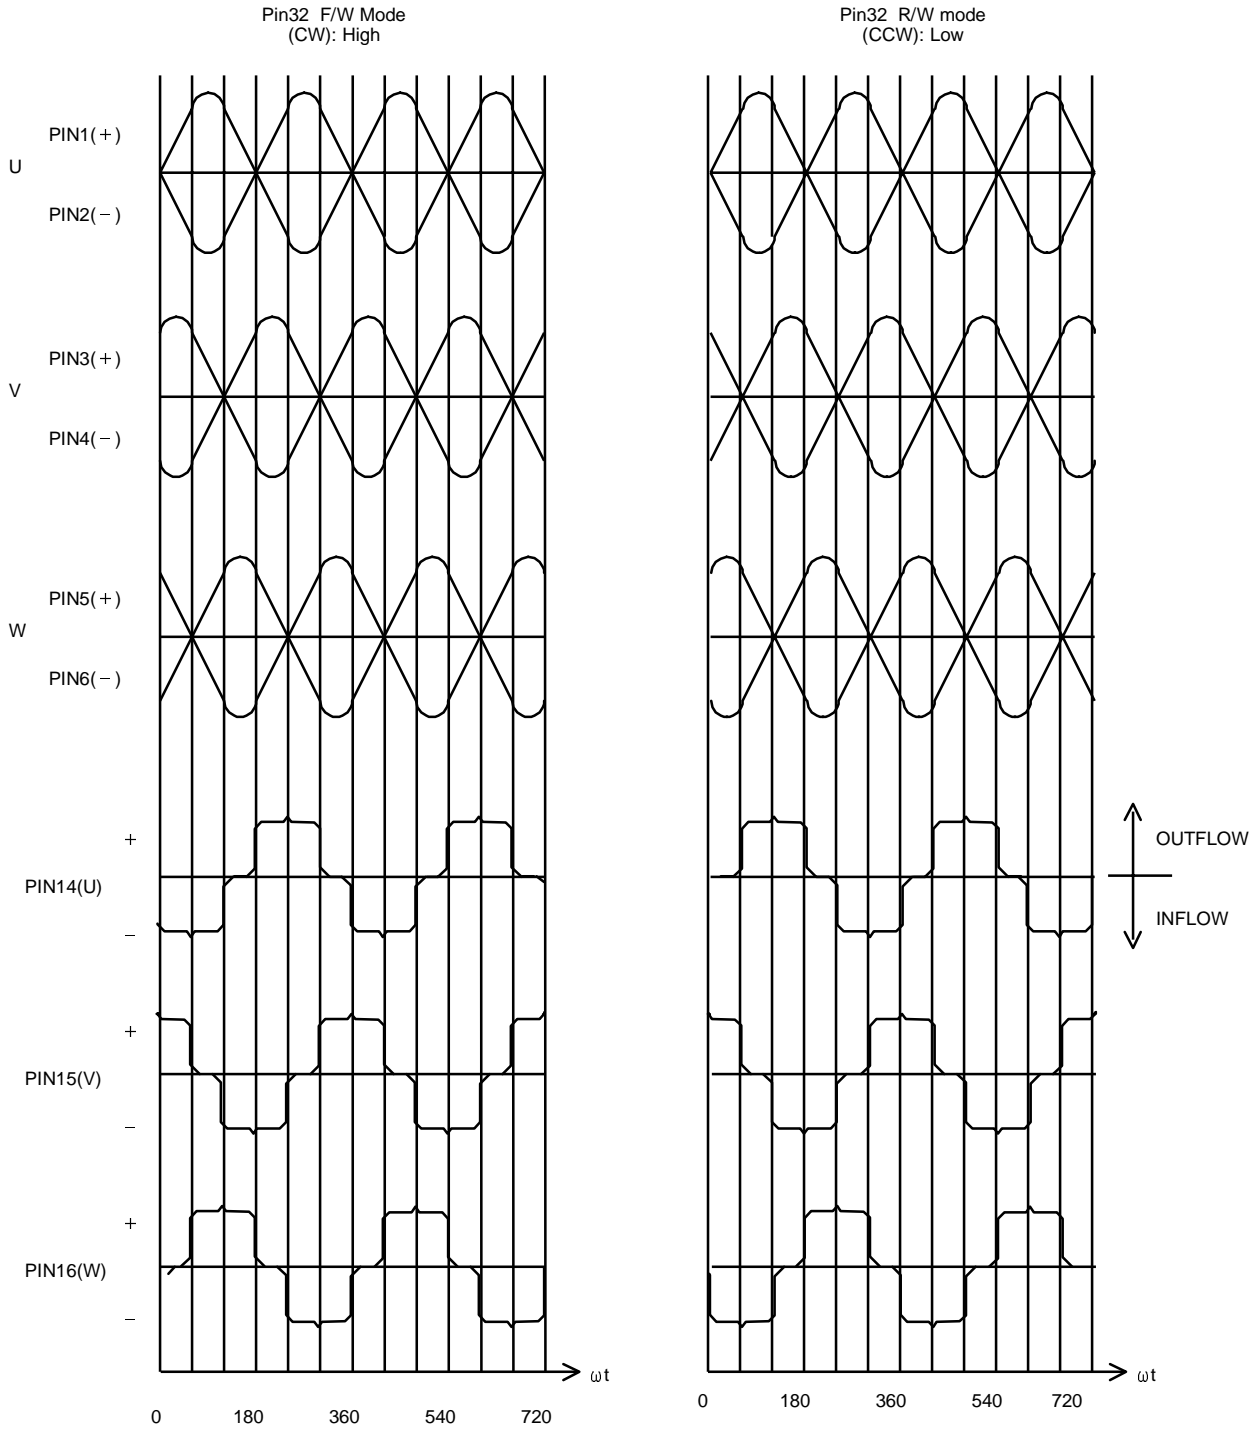 Pin32 F/W Mode
(CW): High
Pin32 R/W mode
(CCW): Low
PIN1(+)
U
PIN2(−)
PIN3(+)
V
PIN4(−)
PIN5(+)
W
PIN6(−)
+
PIN14(U)
−
OUTFLOW
INFLOW
+
PIN15(V)
−
+
PIN16(W)
−
ωt
ωt
0 180 360 540 720
0 180 360 540 720